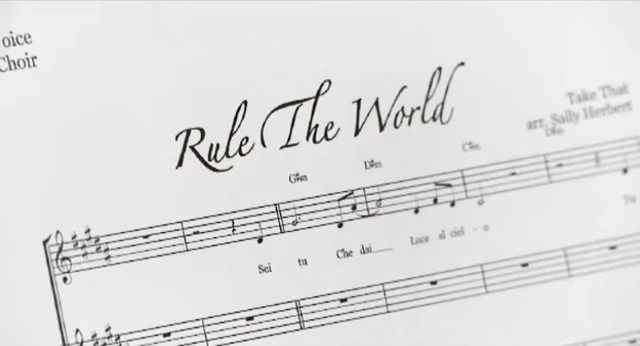 oice
Choir
Rule The World
Take That
arr. Sally Herbert
G#m D#m C#m D#m
Sei tu Che dai Luce al ciel - o